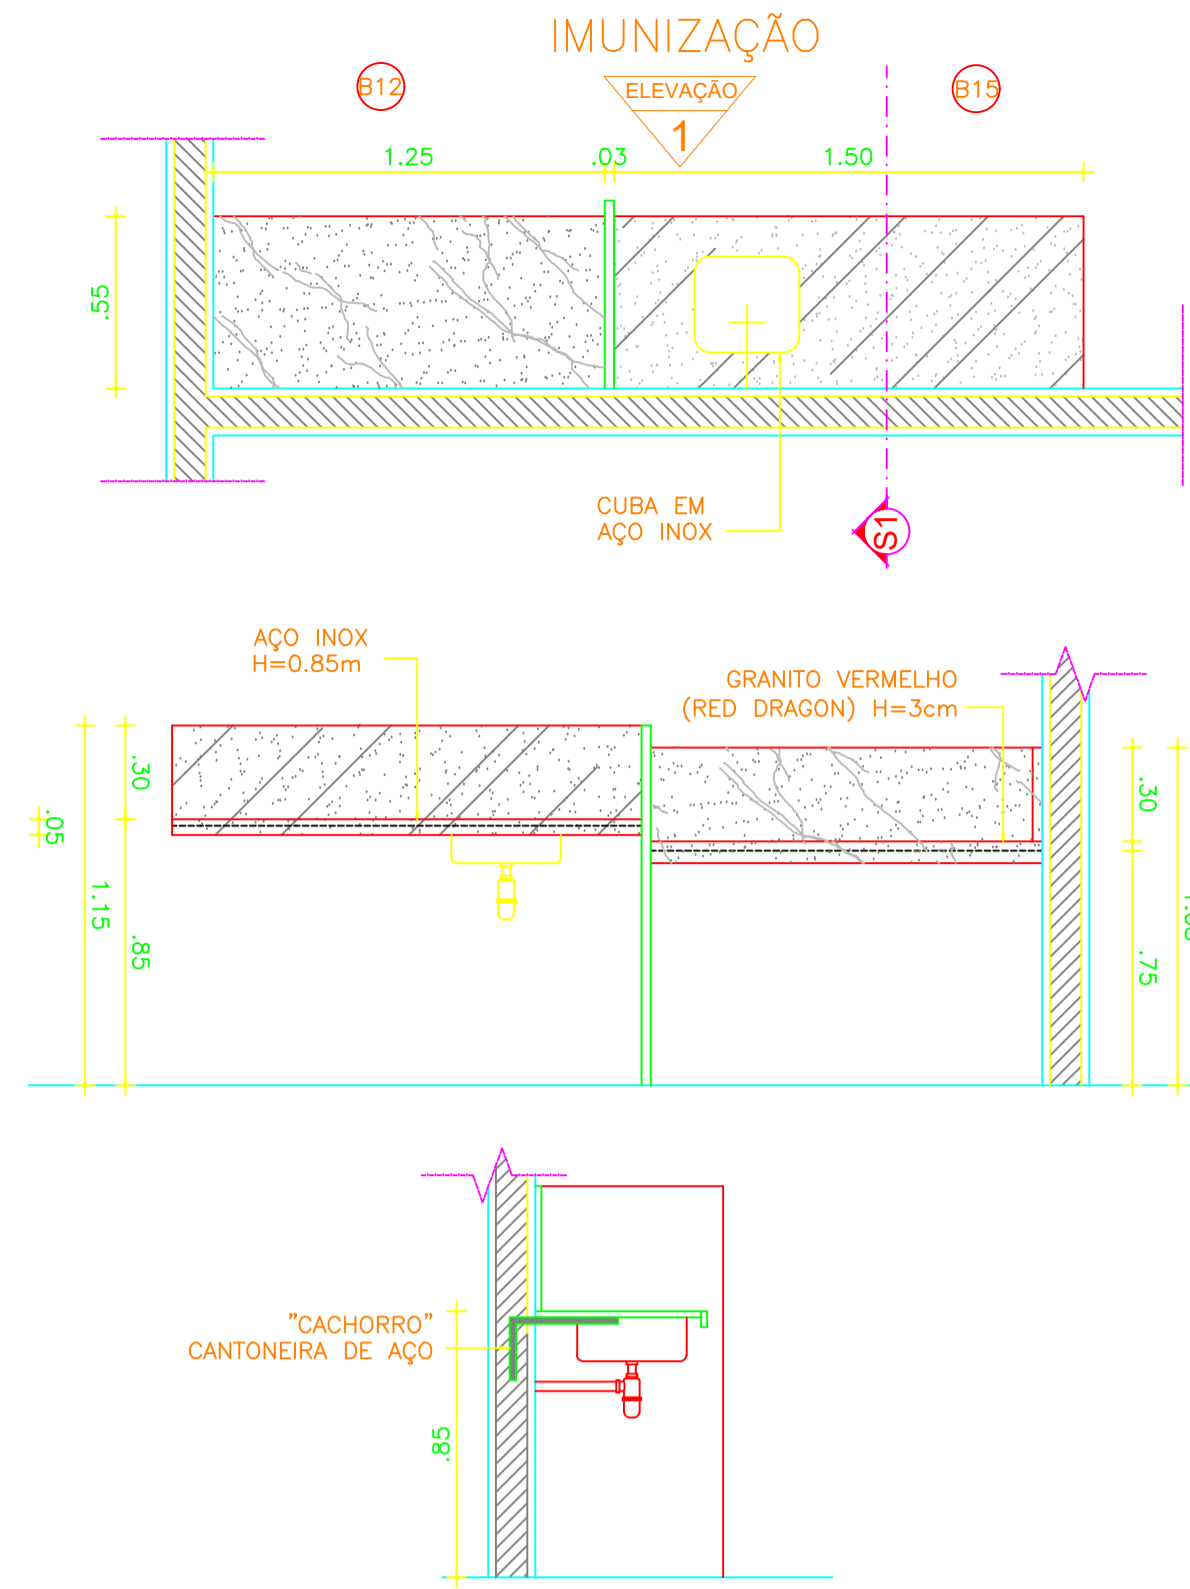 IMUNIZAÇÃO
B12
ELEVAÇÃO
1
B15
1.25
.03
1.50
.55
CUBA EM
AÇO INOX
S1
AÇO INOX
H=0.85m
GRANITO VERMELHO
(RED DRAGON) H=3cm
.30
.05
1.15
.85
.30
.75
"CACHORRO"
CANTONEIRA DE AÇO
.85